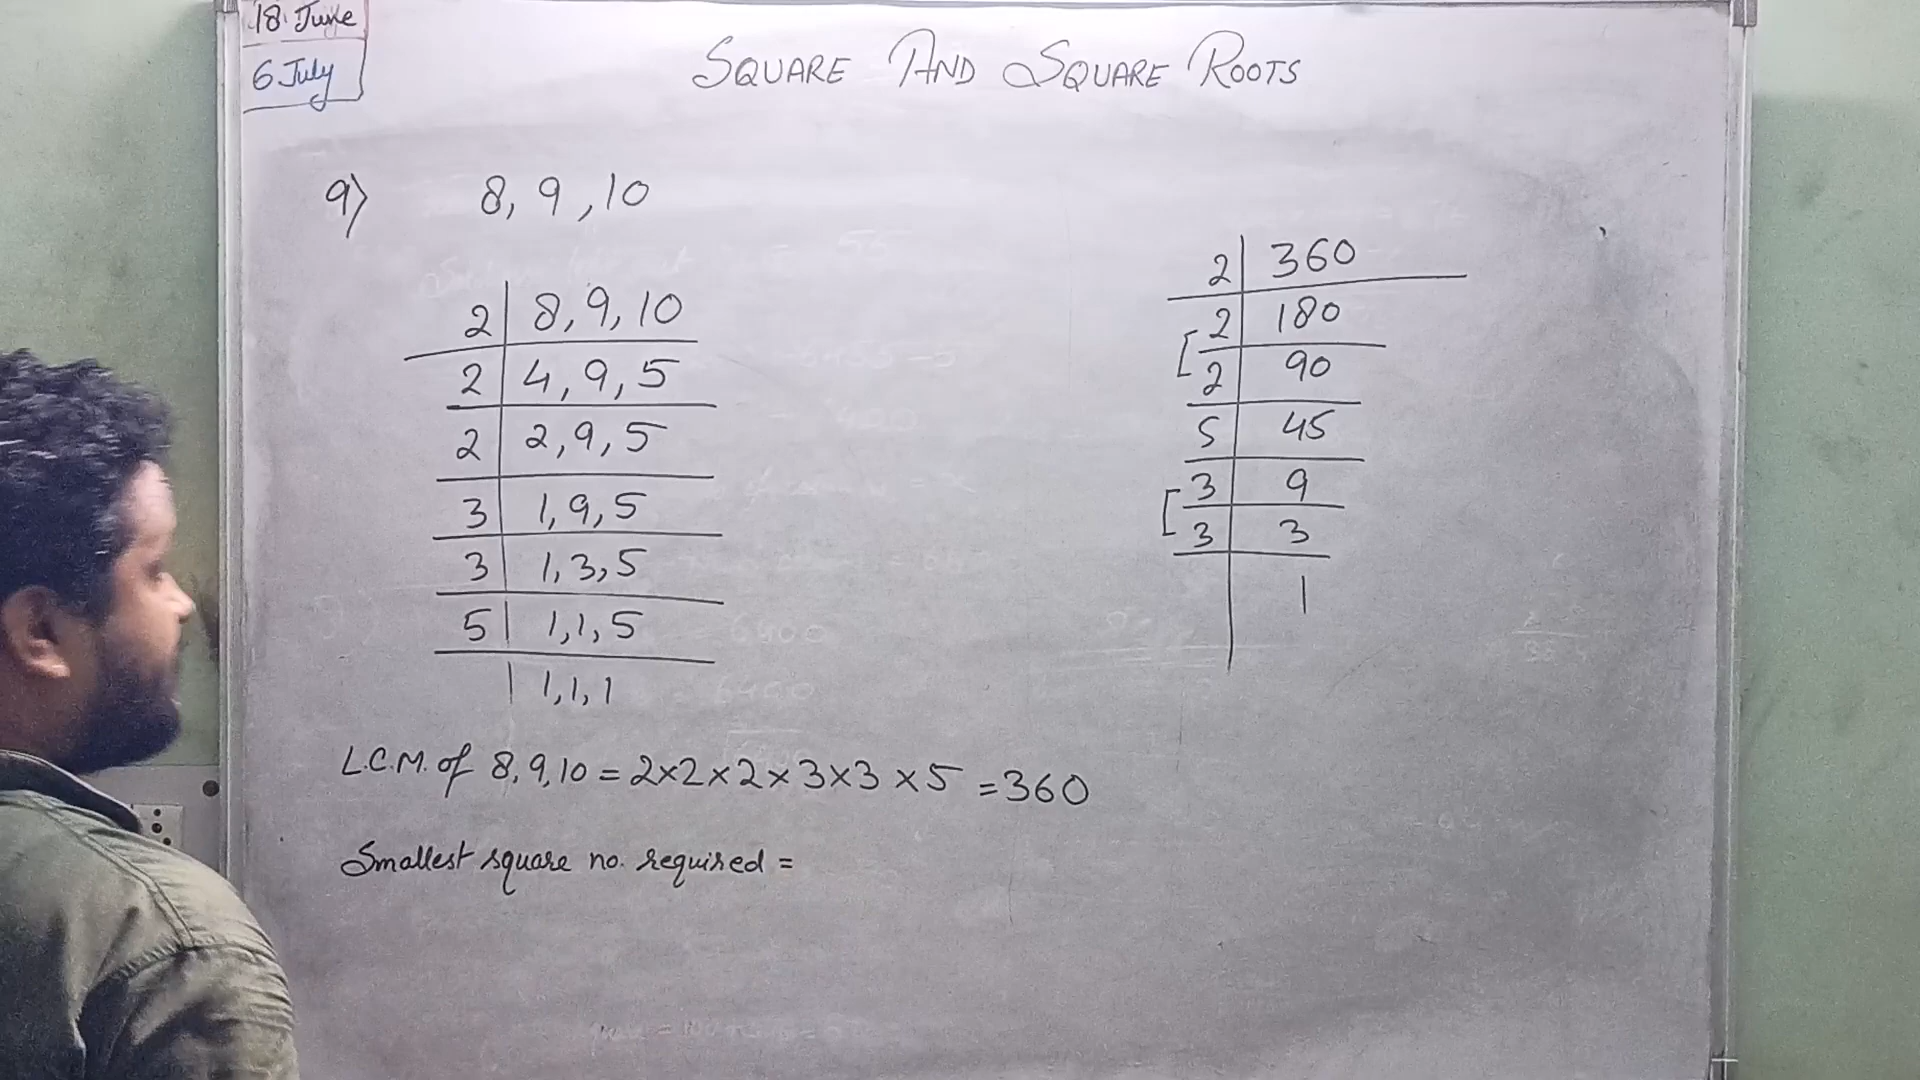 18 June
6 July
SQUARE AND SQUARE ROOTS
9) 8, 9, 10
2 | 8, 9, 10
2 | 4, 9, 5
2 | 2, 9, 5
3 | 1, 9, 5
3 | 1, 3, 5
5 | 1, 1, 5
| 1, 1, 1
2 | 360
2 | 180
2 | 90
5 | 45
3 | 9
3 | 3
| 1
L.C.M. of 8, 9, 10 = 2×2×2×3×3×5 = 360
Smallest square no. required =